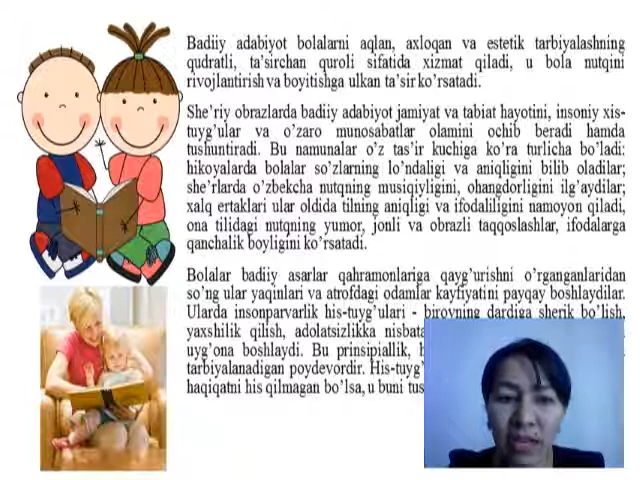 Badiiy adabiyot bolalarni aqlan, axloqan va estetik tarbiyalashning
qudratli, ta'sirchan quroli sifatida xizmat qiladi, u bola nutqini
rivojlantirish va boyitishga ulkan ta'sir ko'rsatadi.
She'riy obrazlarda badiiy adabiyot jamiyat va tabiat hayotini, insoniy xis-
tuyg'ular va o'zaro munosabatlar olamini ochib beradi hamda
tushuntiradi. Bu namunalar o'z tas'ir kuchiga ko'ra turlicha bo'ladi:
hikoyalarda bolalar so'zlarning lo'ndaligi va aniqligini bilib oladilar;
she'rlarda o'zbekcha nutqning musiqiyligini, ohangdorligini ilg'aydilar;
xalq ertaklari ular oldida tilning aniqligi va ifodaliligini namoyon qiladi,
ona tilidagi nutqning yumor, jonli va obrazli taqqoslashlar, ifodalarga
qanchalik boyligini ko'rsatadi.
Bolalar badiiy asarlar qahramonlariga qayg'urishni o'rganganlaridan
so'ng ular yaqinlari va atrofdagi odamlar kayfiyatini payqay boshlaydilar.
Ularda insonparvarlik his-tuyg'ulari - birovning dardiga sherik bo'lish,
yaxshilik qilish, adolatsizlikka nisbata
uyg'ona boshlaydi. Bu prinsipiallik, h
tarbiyalanadigan poydevordir. His-tuyg'
haqiqatni his qilmagan bo'lsa, u buni tus